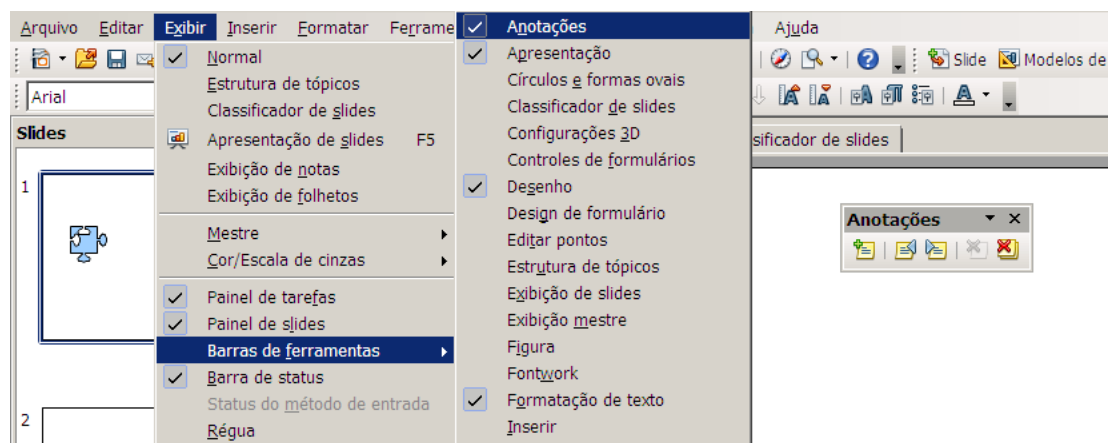 Arquivo Editar Exibir Inserir Formatar Ferrame Ajuda
Slide Modelos de
Arial
Slides
sificador de slides
1
2
Normal
Estrutura de tópicos
Classificador de slides
Apresentação de slides F5
Exibição de notas
Exibição de folhetos
Mestre
Cor/Escala de cinzas
Painel de tarefas
Painel de slides
Barras de ferramentas
Barra de status
Status do método de entrada
Régua
Anotações
Apresentação
Círculos e formas ovais
Classificador de slides
Configurações 3D
Controles de formulários
Desenho
Design de formulário
Editar pontos
Estrutura de tópicos
Exibição de slides
Exibição mestre
Figura
Fontwork
Formatação de texto
Inserir
Anotações